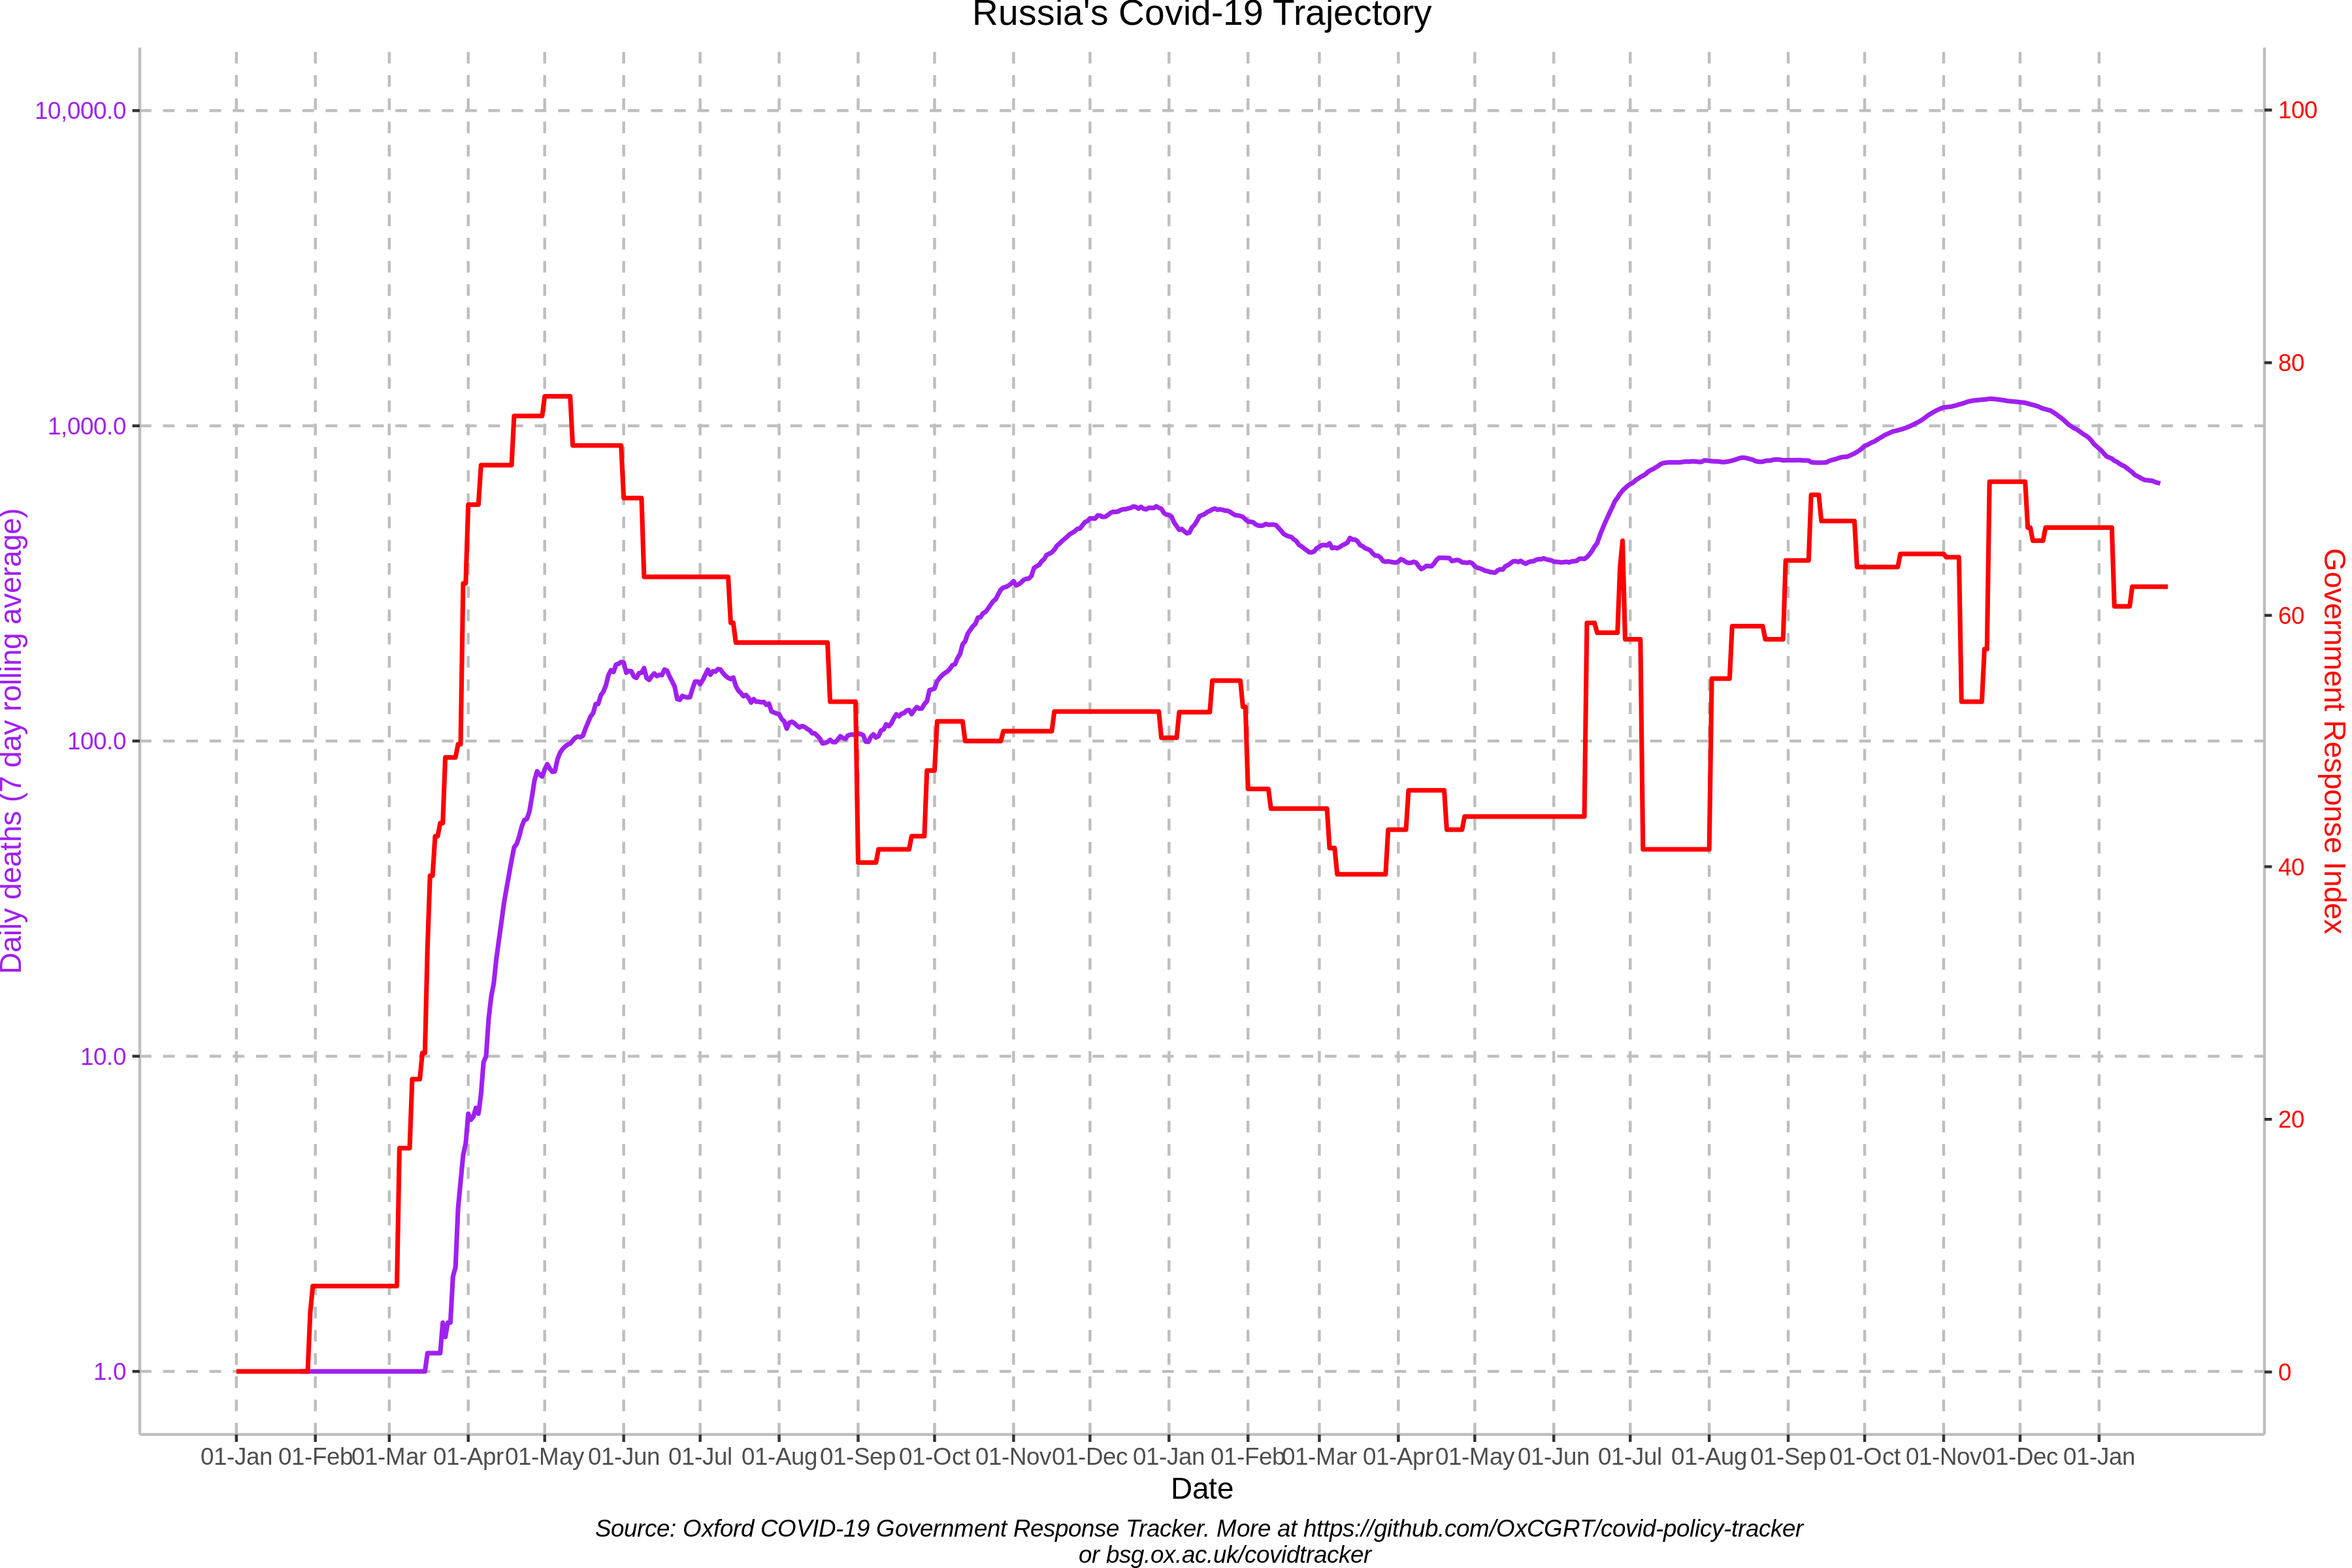 Russia's Covid-19 Trajectory
10,000.0
1,000.0
100.0
10.0
1.0
Daily deaths (7 day rolling average)
100
80
60
40
20
0
Government Response Index
01-Jan 01-Feb 01-Mar 01-Apr 01-May 01-Jun 01-Jul 01-Aug 01-Sep 01-Oct 01-Nov 01-Dec 01-Jan 01-Feb 01-Mar 01-Apr 01-May 01-Jun 01-Jul 01-Aug 01-Sep 01-Oct 01-Nov 01-Dec 01-Jan
Date
Source: Oxford COVID-19 Government Response Tracker. More at https://github.com/OxCGRT/covid-policy-tracker
or bsg.ox.ac.uk/covidtracker